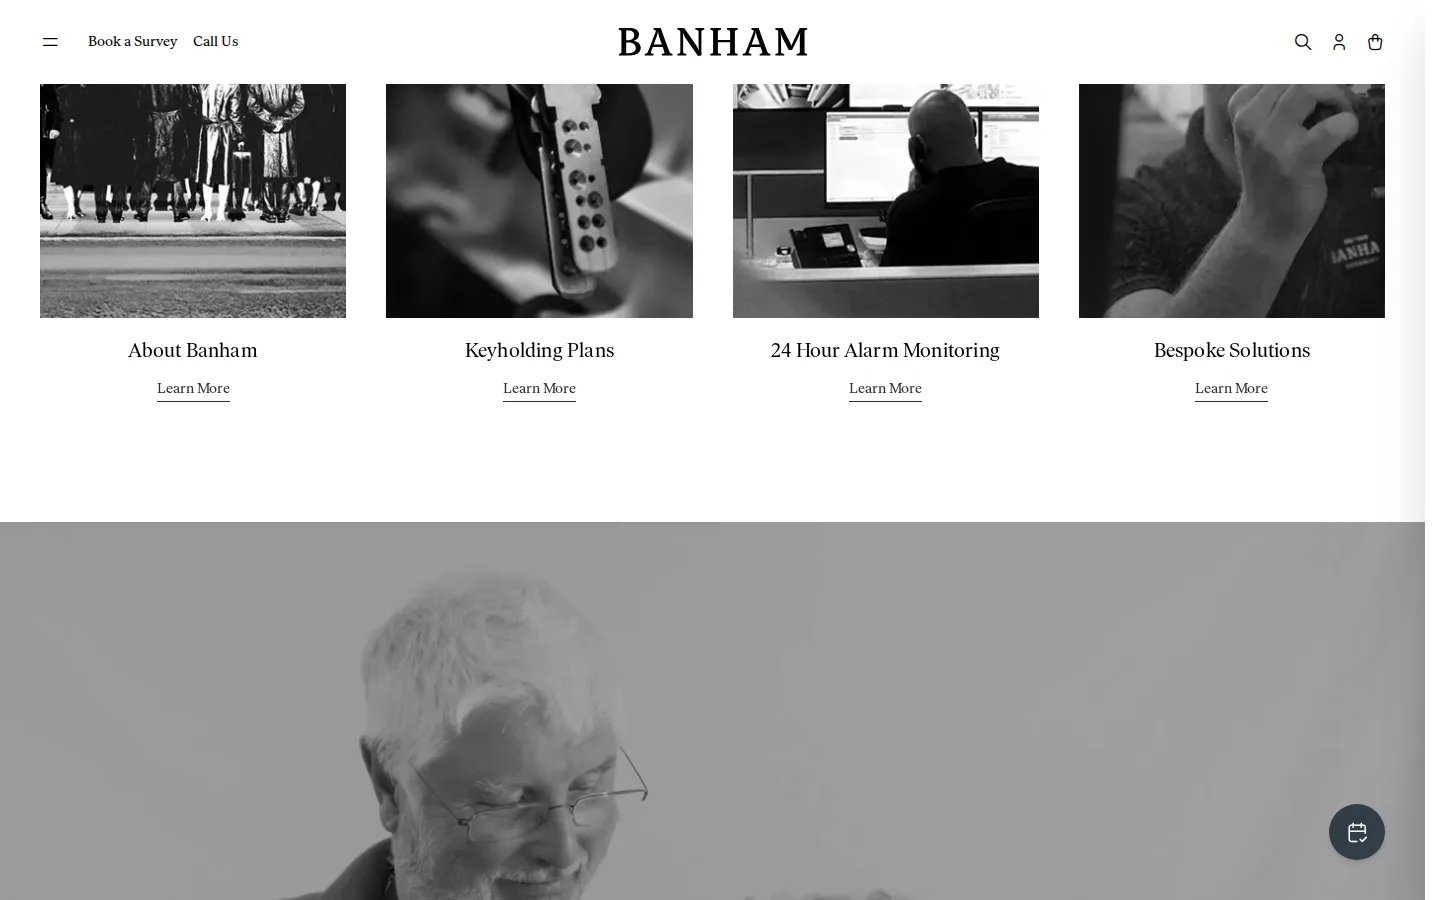 Book a Survey
Call Us
BANHAM
About Banham
Keyholding Plans
24 Hour Alarm Monitoring
Bespoke Solutions
Learn More
Learn More
Learn More
Learn More